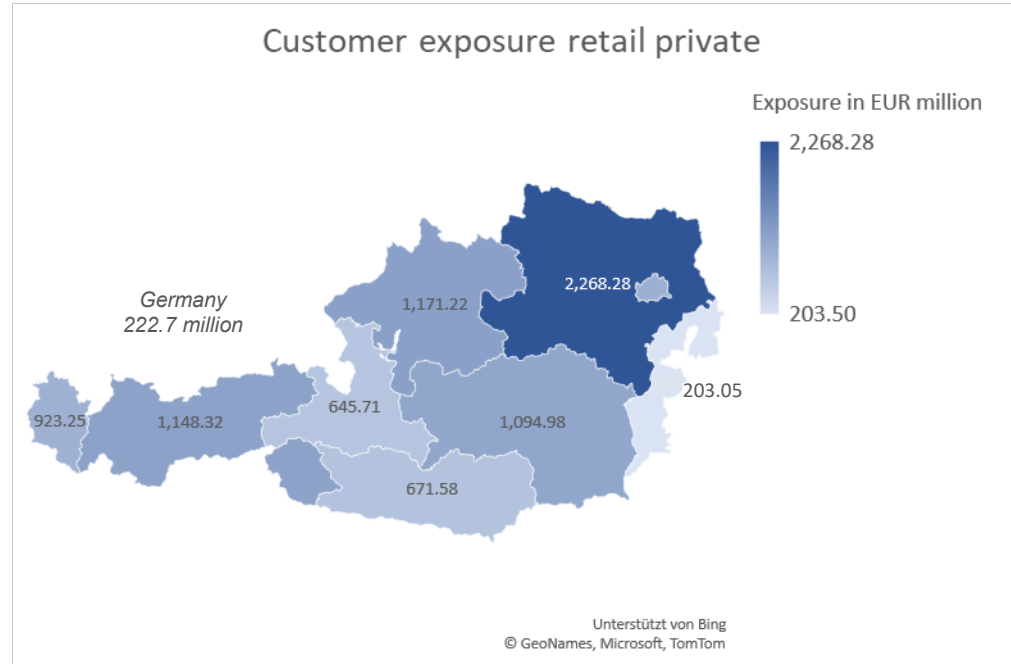 Customer exposure retail private
Exposure in EUR million
2,268.28
203.50
Germany
222.7 million
2,268.28
1,171.22
203.05
923.25
1,148.32
645.71
1,094.98
671.58
Unterstützt von Bing
© GeoNames, Microsoft, TomTom